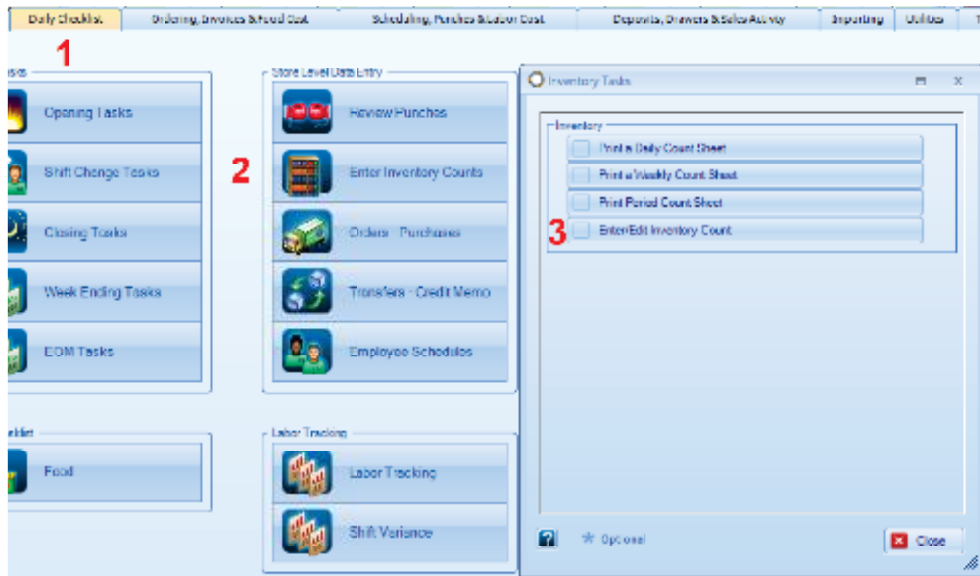 Daily Checklist
Ordering, Invoices & Food Cost
Scheduling, Punches & Labor Cost
Deposits, Drawers & Sales Activity
Importing
Utilities
1
asks
Opening Tasks
Shift Change Tasks
Closing Tasks
Week Ending Tasks
EOM Tasks
ecklist
Food
Store Level Data Entry
Review Punches
2
Enter Inventory Counts
Orders - Purchases
Transfers - Credit Memo
Employee Schedules
Labor Tracking
Labor Tracking
Shift Variance
Inventory Tasks
Inventory
Print a Daily Count Sheet
Print a Weekly Count Sheet
Print Period Count Sheet
3
Enter/Edit Inventory Count
? * Optional
Close